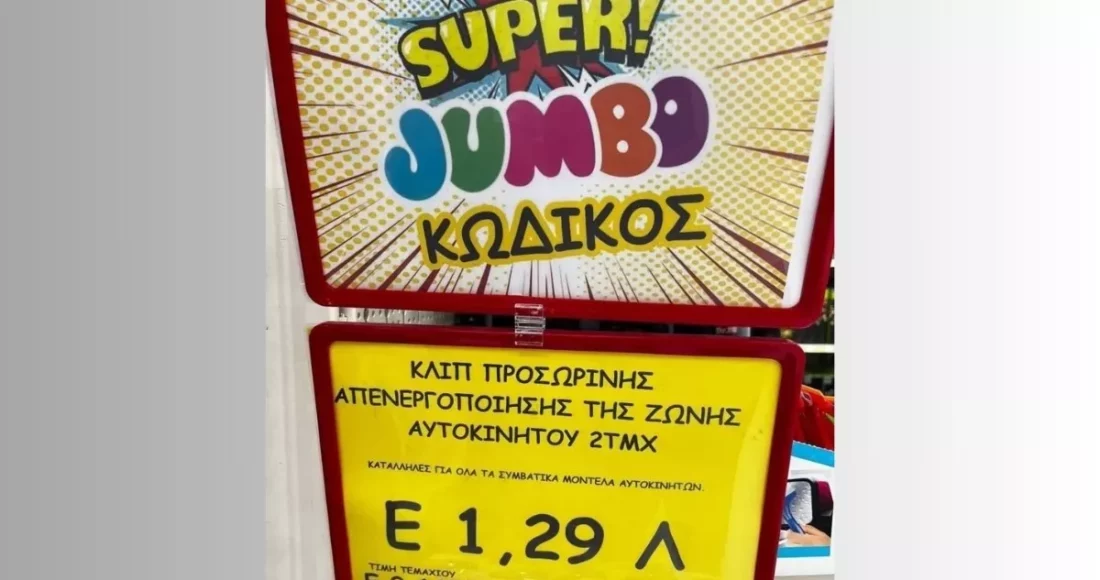 SUPER!
JUMBO
ΚΩΔΙΚΟΣ
ΚΛΙΠ ΠΡΟΣΩΡΙΝΗΣ
ΑΠΕΝΕΡΓΟΠΟΙΗΣΗΣ ΤΗΣ ΖΩΝΗΣ
ΑΥΤΟΚΙΝΗΤΟΥ 2ΤΜΧ
ΚΑΤΑΛΛΗΛΕΣ ΓΙΑ ΟΛΑ ΤΑ ΣΥΜΒΑΤΙΚΑ ΜΟΝΤΕΛΑ ΑΥΤΟΚΙΝΗΤΩΝ.
Ε 1,29 Λ
ΤΙΜΗ ΤΕΜΑΧΙΟΥ